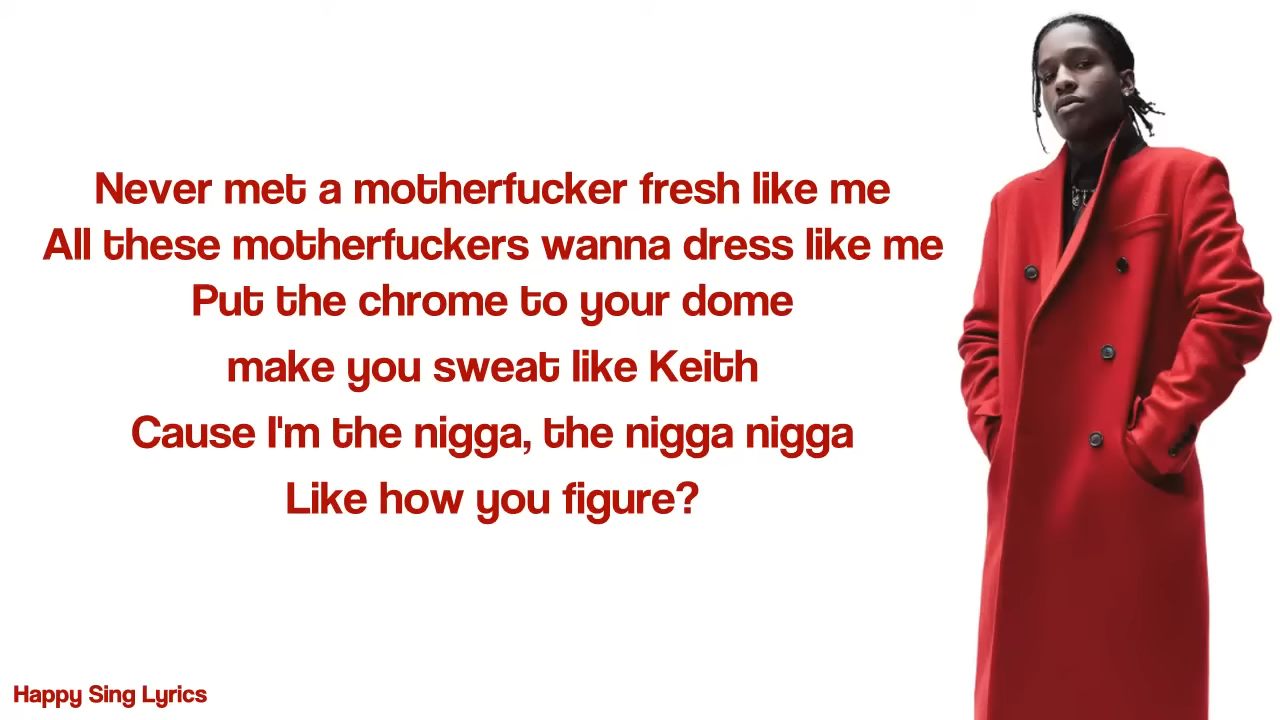 Never met a motherfucker fresh like me
All these motherfuckers wanna dress like me
Put the chrome to your dome
make you sweat like Keith
Cause I'm the nigga, the nigga nigga
Like how you figure?
Happy Sing Lyrics